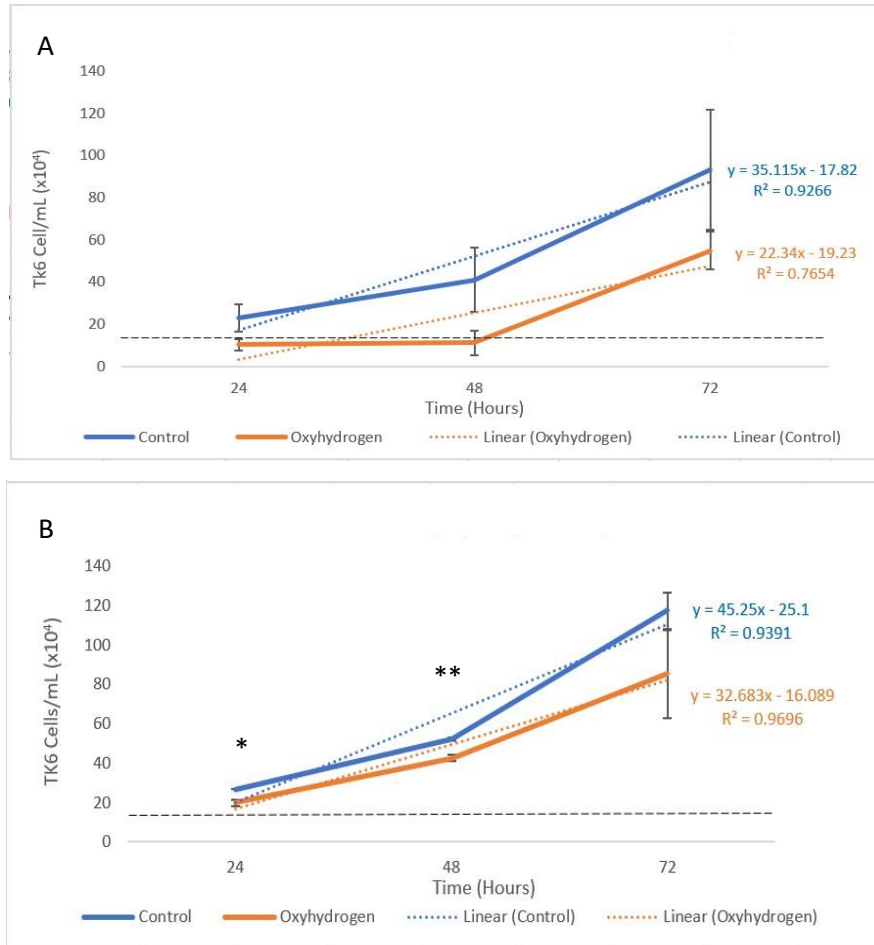 A
140
120
100
80
60
40
20
0
Tk6 Cell/mL (x10⁴)
y = 35.115x - 17.82
R² = 0.9266
y = 22.34x - 19.23
R² = 0.7654
24 48 72
Time (Hours)
Control Oxyhydrogen Linear (Oxyhydrogen) Linear (Control)
B
140
120
100
80
60
40
20
0
TK6 Cells/mL (x10⁴)
*
**
y = 45.25x - 25.1
R² = 0.9391
y = 32.683x - 16.089
R² = 0.9696
24 48 72
Time (Hours)
Control Oxyhydrogen Linear (Control) Linear (Oxyhydrogen)